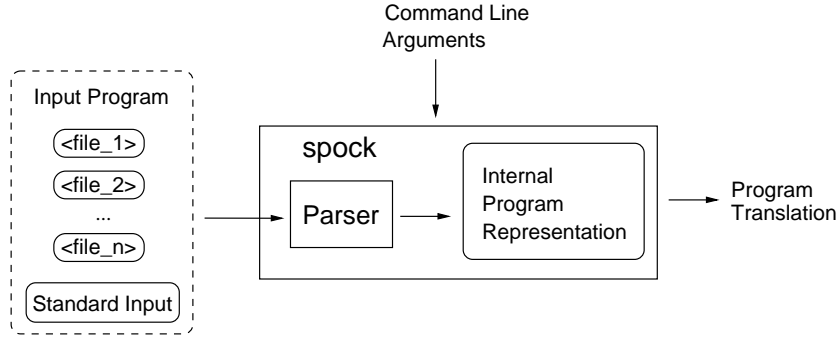 Command Line
Arguments
Input Program
<file_1>
<file_2>
...
<file_n>
Standard Input
spock
Parser
Internal
Program
Representation
Program
Translation